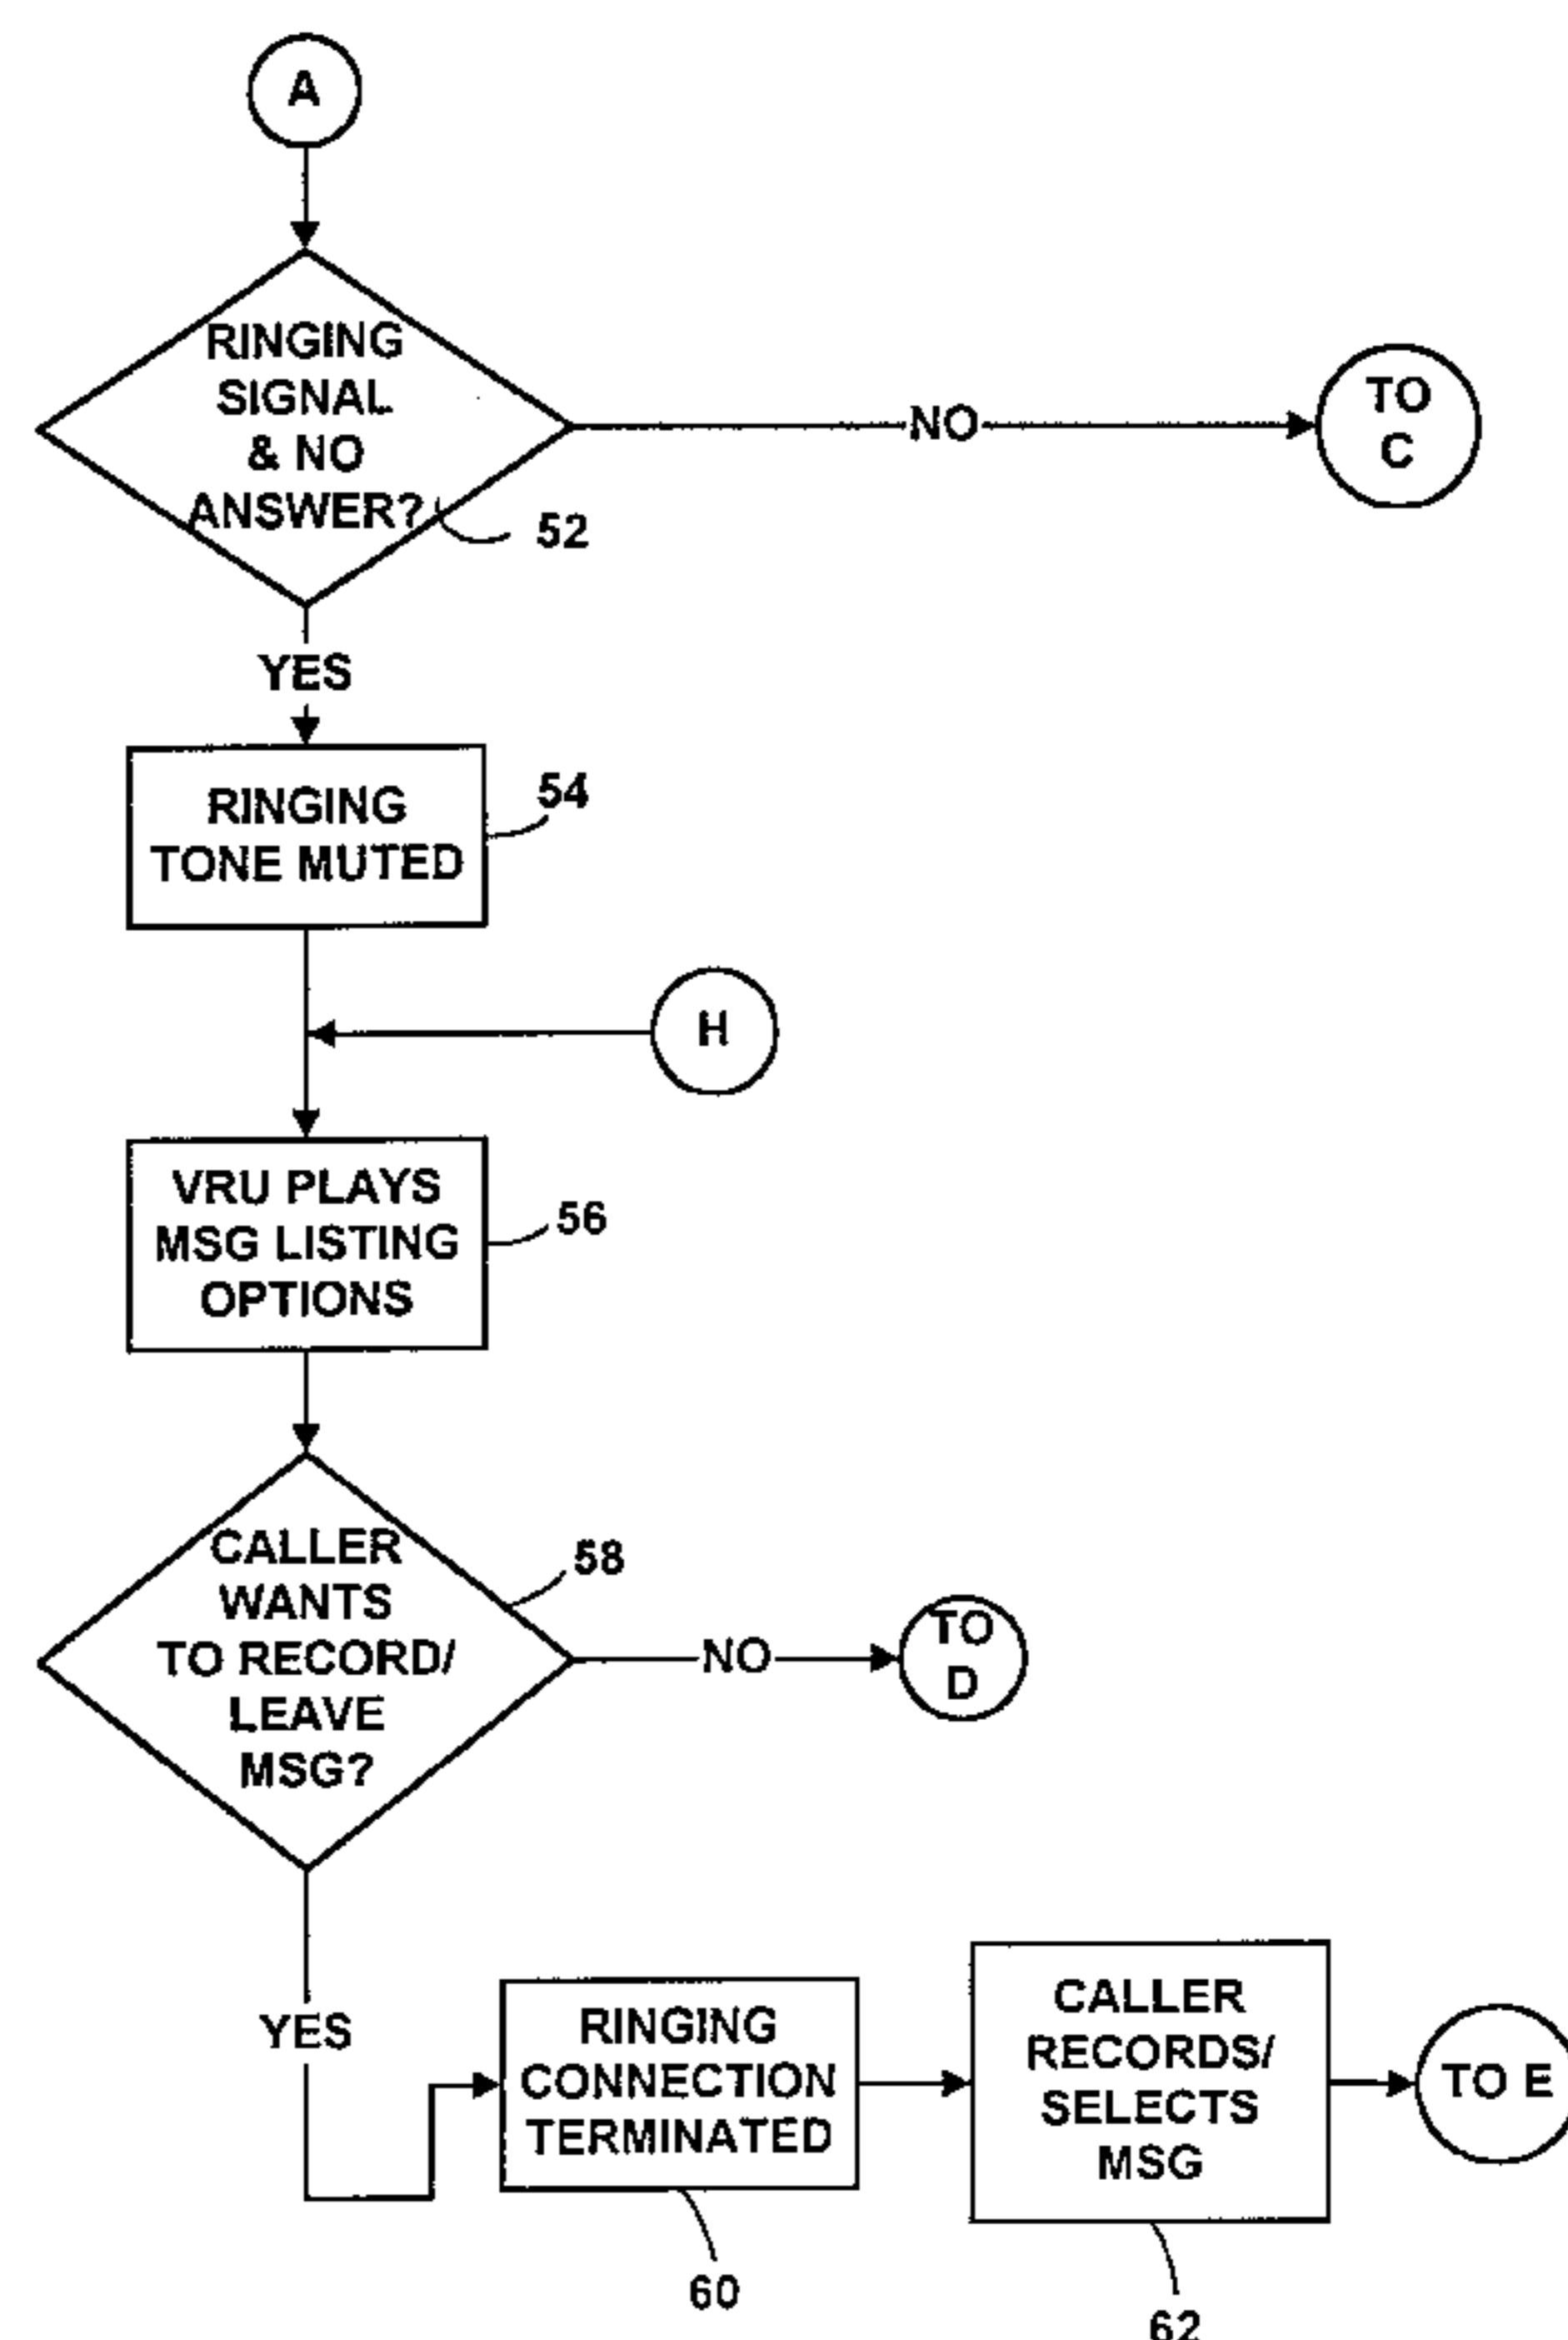 A
RINGING
SIGNAL
& NO
ANSWER?
52
NO
TO
C
YES
RINGING
TONE MUTED
54
H
VRU PLAYS
MSG LISTING
OPTIONS
56
CALLER
WANTS
TO RECORD/
LEAVE
MSG?
58
NO
TO
D
YES
RINGING
CONNECTION
TERMINATED
60
CALLER
RECORDS/
SELECTS
MSG
62
TO E